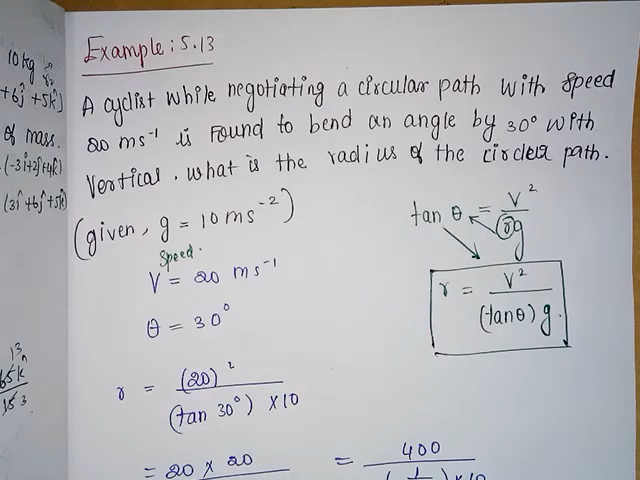 Example: 5.13
A cyclist while negotiating a circular path with speed
20 ms⁻¹ is found to bend an angle by 30° with
vertical. what is the radius of the circular path.
(given, g = 10 ms⁻²)
tan θ = V² / rg
r = V² / (tanθ) g.
Speed.
V = 20 ms⁻¹
θ = 30°
r = (20)² / (tan 30°) × 10
= 20 × 20
= 400
10 kg
+6ĵ + 5k̂)
of mass.
(-3î+2ĵ+4k̂)
(3î+6ĵ+5k̂)